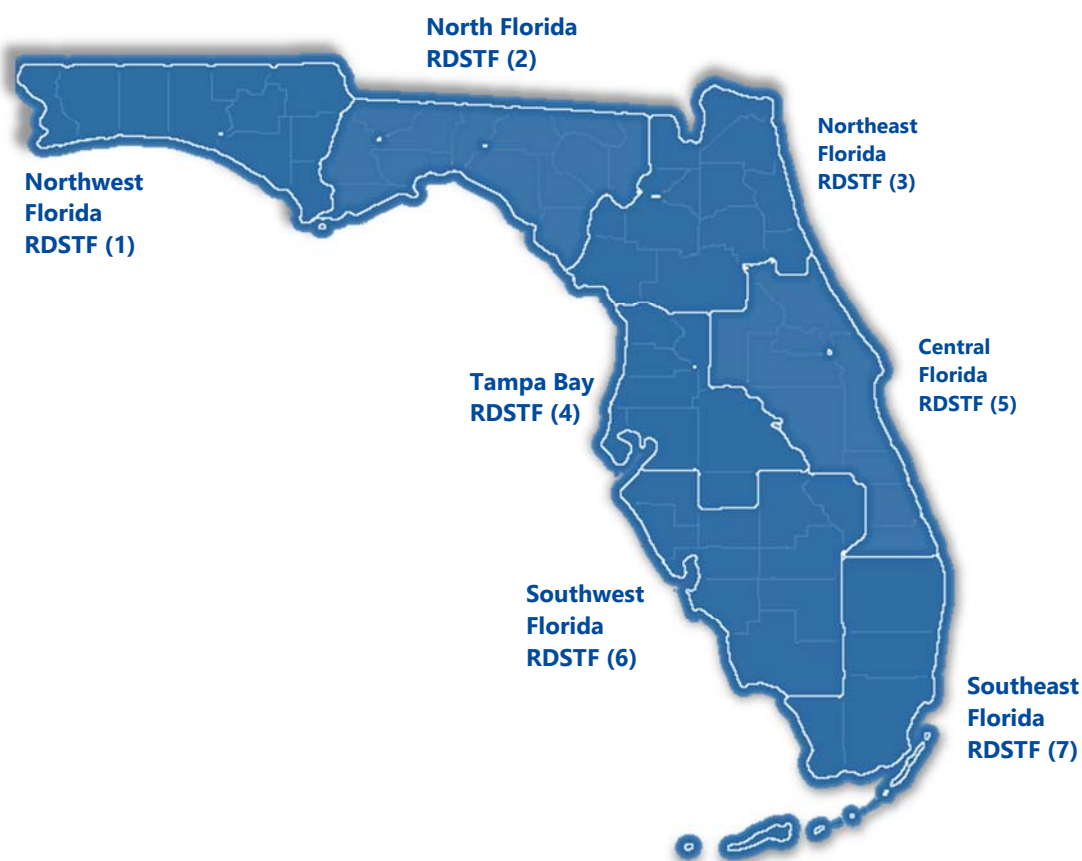 North Florida
RDSTF (2)
Northeast
Florida
RDSTF (3)
Northwest
Florida
RDSTF (1)
Central
Florida
RDSTF (5)
Tampa Bay
RDSTF (4)
Southwest
Florida
RDSTF (6)
Southeast
Florida
RDSTF (7)